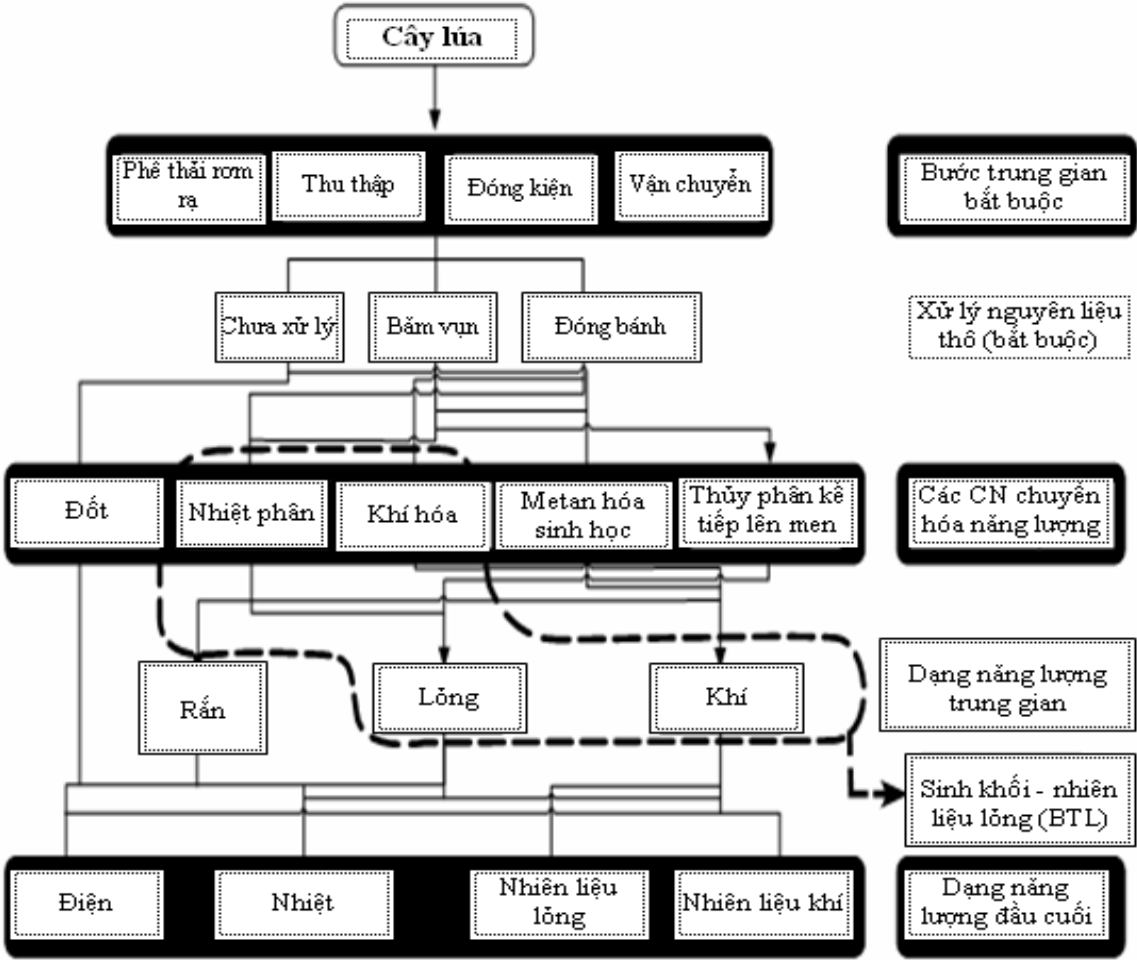 Cây lúa
Phê thải rơm
rạ
Thu thập
Đóng kiện
Vận chuyển
Bước trung gian
bắt buộc
Chưa xử lý
Băm vụn
Đóng bánh
Xử lý nguyên liệu
thô (bắt buộc)
Đốt
Nhiệt phân
Khí hóa
Metan hóa
sinh học
Thủy phân kế
tiếp lên men
Các CN chuyển
hóa năng lượng
Rắn
Lỏng
Khí
Dạng năng lượng
trung gian
Sinh khối - nhiên
liệu lỏng (BTL)
Điện
Nhiệt
Nhiên liệu
lỏng
Nhiên liệu khí
Dạng năng
lượng đầu cuối